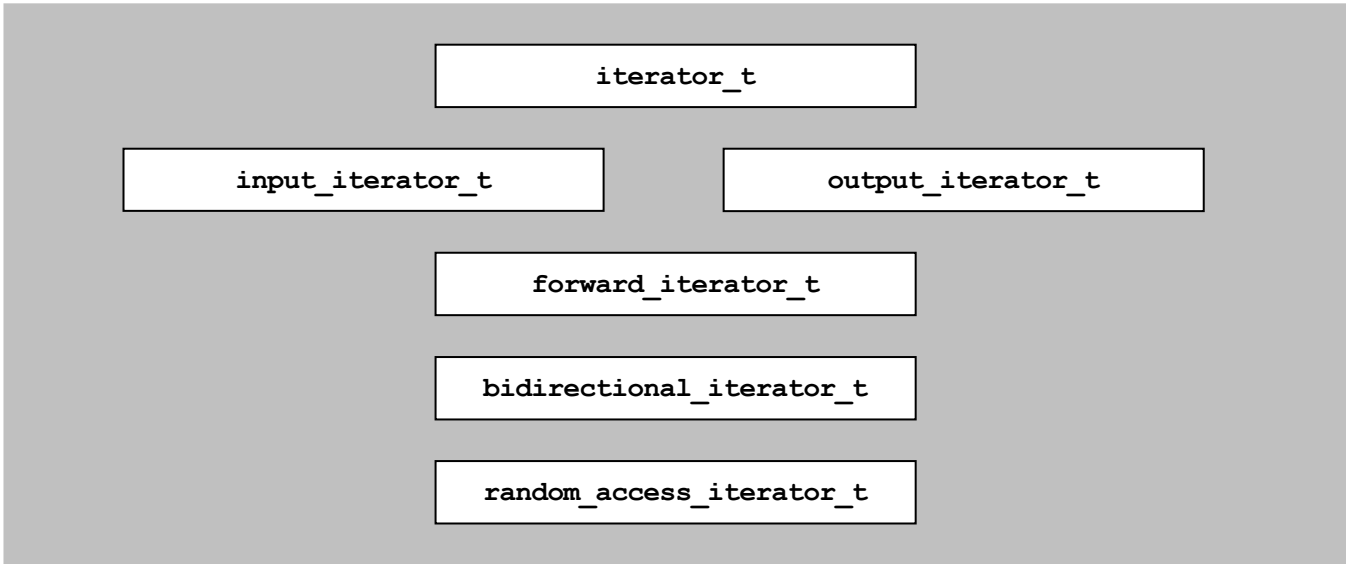 iterator_t
input_iterator_t
output_iterator_t
forward_iterator_t
bidirectional_iterator_t
random_access_iterator_t